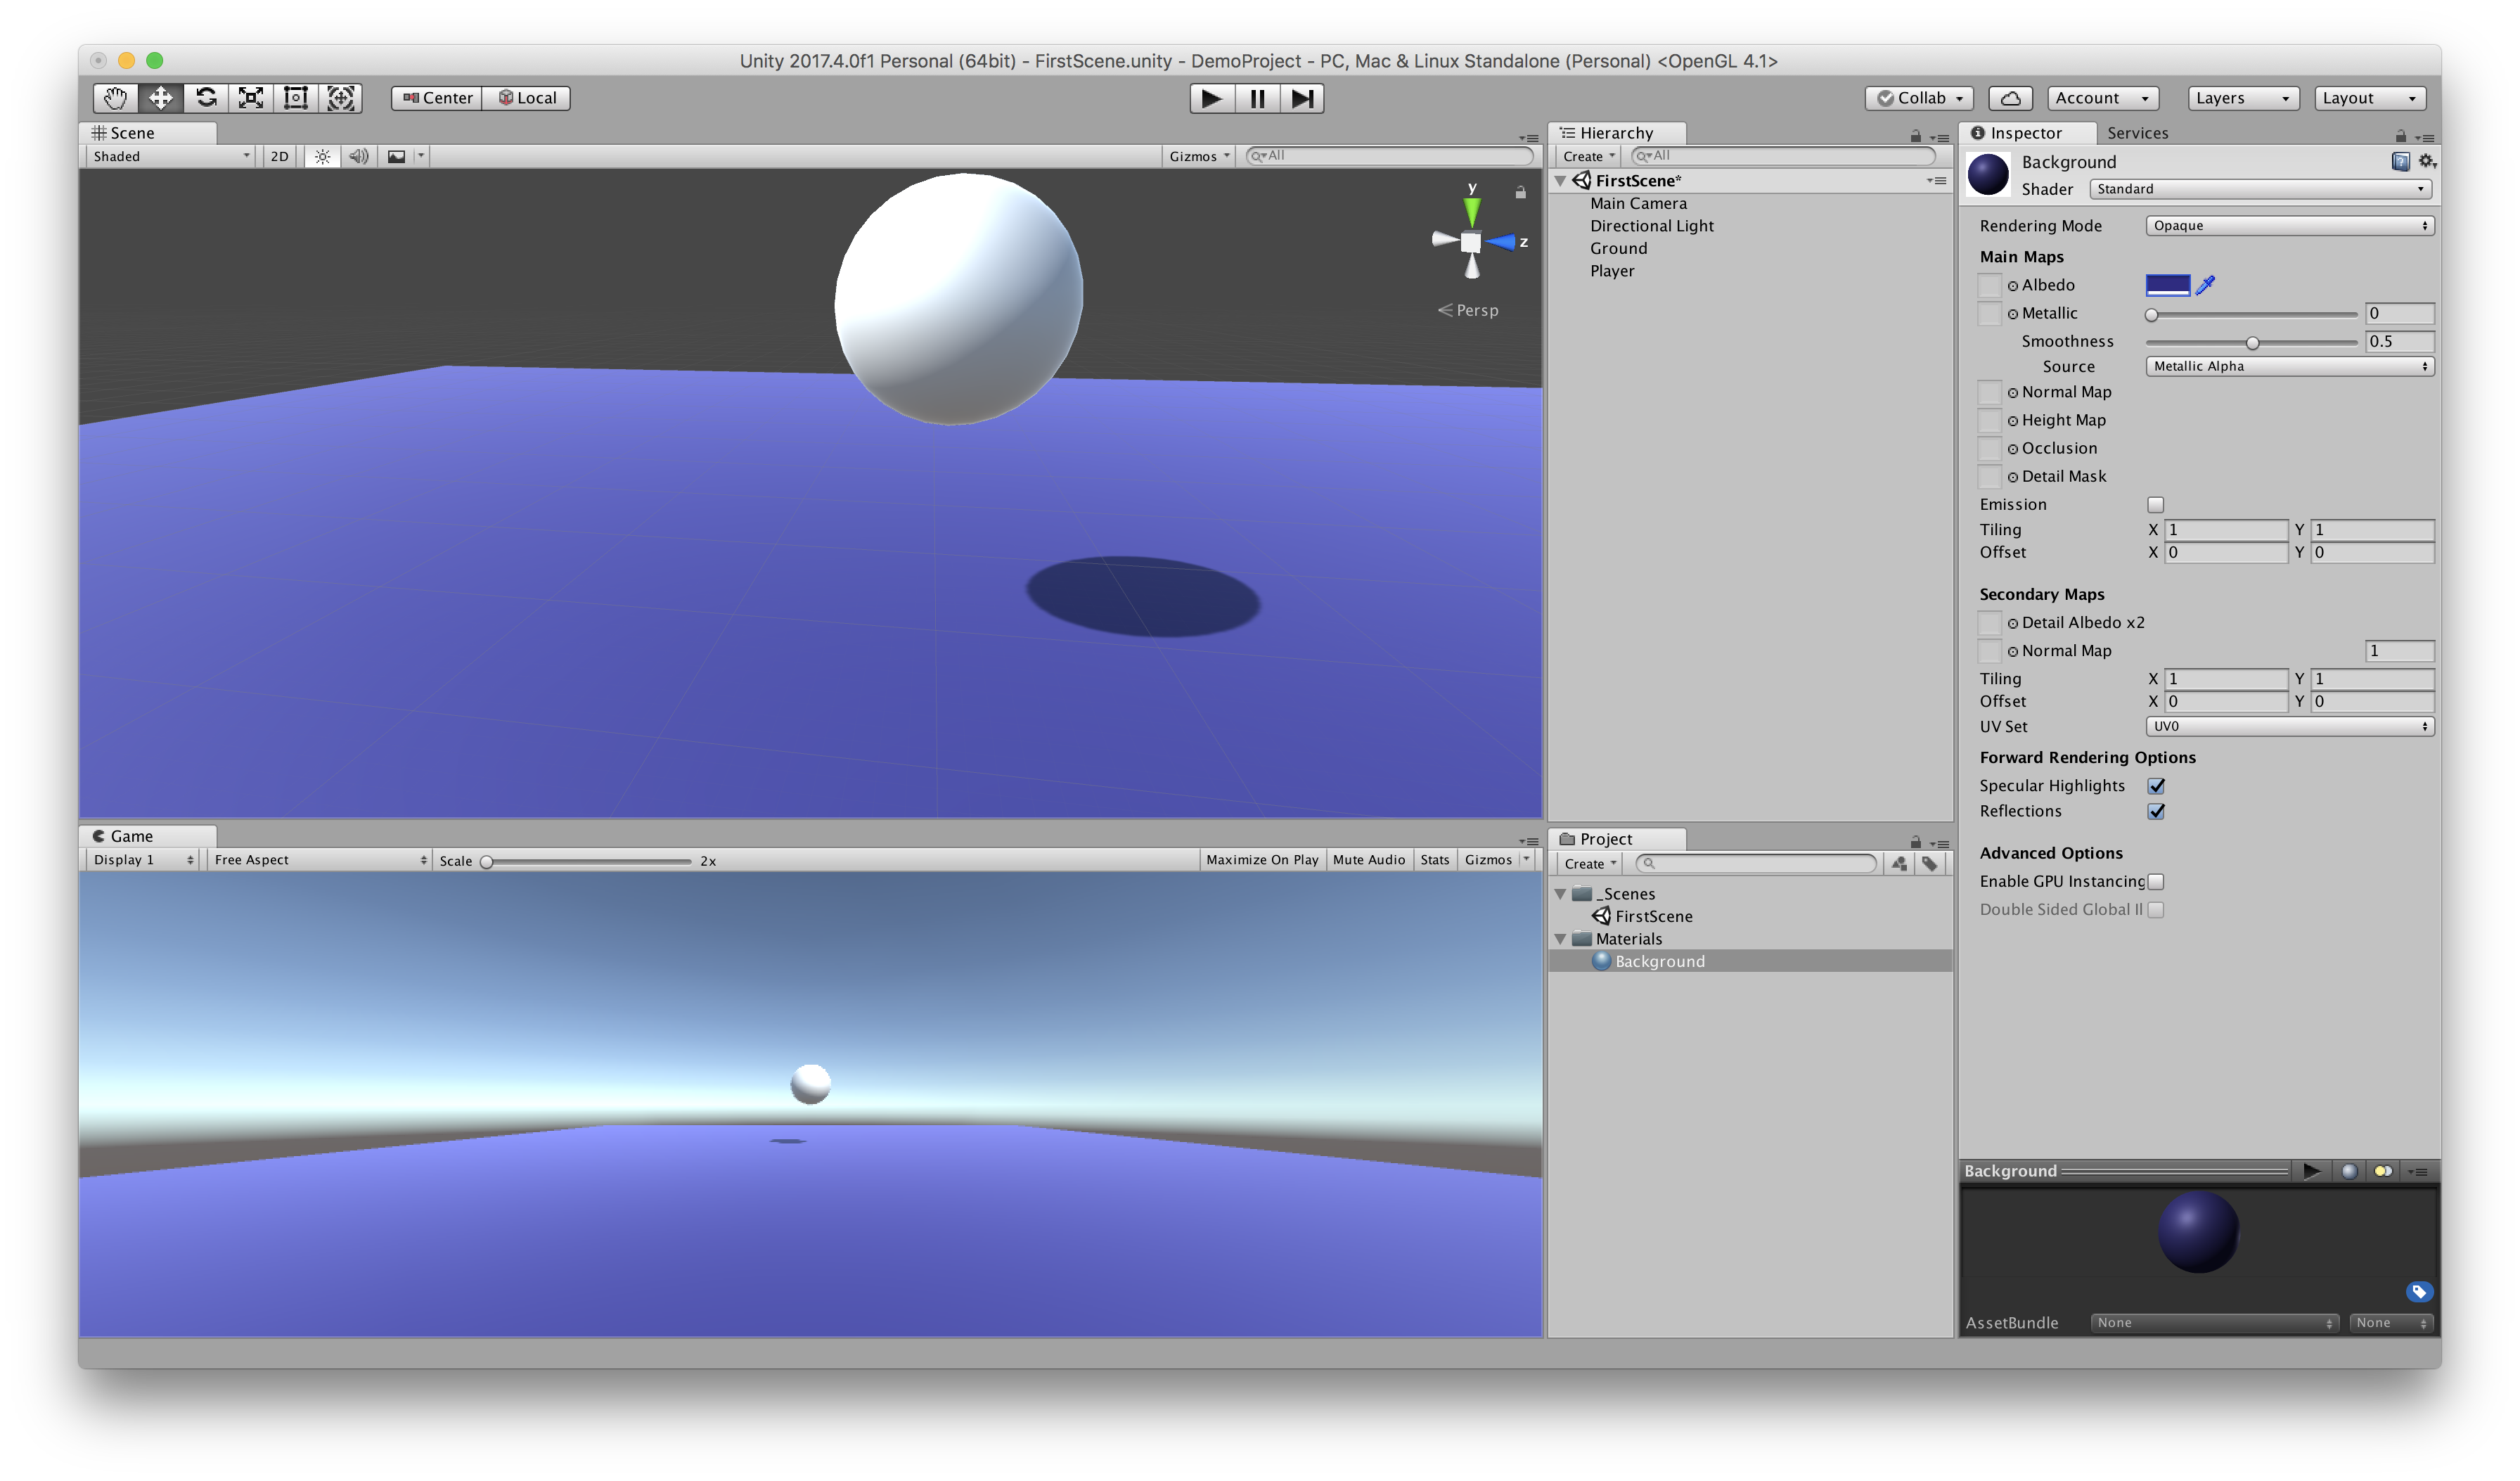 Unity 2017.4.0f1 Personal (64bit) - FirstScene.unity - DemoProject - PC, Mac & Linux Standalone (Personal) <OpenGL 4.1>
Center Local
Collab Account Layers Layout
Scene
Shaded 2D Gizmos All
y
z
Persp
Game
Display 1 Free Aspect Scale 2x Maximize On Play Mute Audio Stats Gizmos
Hierarchy
Create All
FirstScene*
Main Camera
Directional Light
Ground
Player
Project
Create
_Scenes
FirstScene
Materials
Background
Inspector Services
Background
Shader Standard
Rendering Mode Opaque
Main Maps
Albedo
Metallic 0
Smoothness 0.5
Source Metallic Alpha
Normal Map
Height Map
Occlusion
Detail Mask
Emission
Tiling X 1 Y 1
Offset X 0 Y 0
Secondary Maps
Detail Albedo x2
Normal Map 1
Tiling X 1 Y 1
Offset X 0 Y 0
UV Set UV0
Forward Rendering Options
Specular Highlights
Reflections
Advanced Options
Enable GPU Instancing
Double Sided Global Il
Background
AssetBundle None None